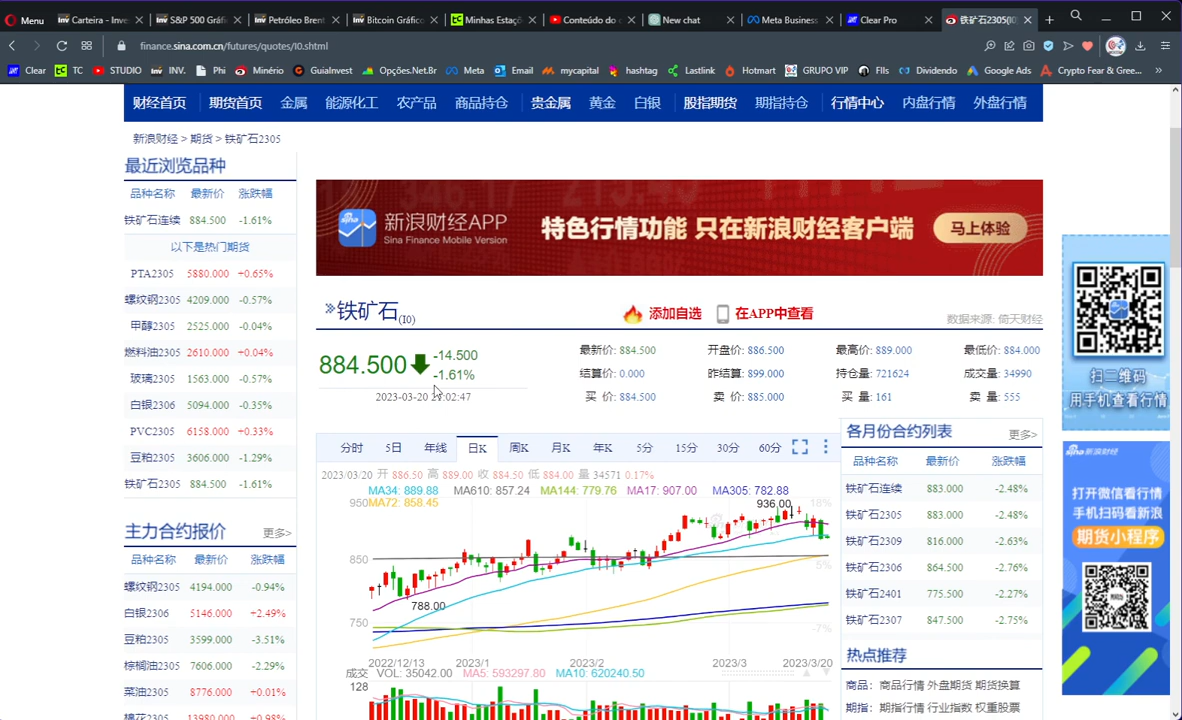 Menu
Carteira - Inves
S&P 500 Gráfi
Petróleo Brent
Bitcoin Gráfico
Minhas Estaçõ
Conteúdo do c
New chat
Meta Business
Clear Pro
铁矿石2305(I0)
finance.sina.com.cn/futures/quotes/I0.shtml
Clear
TC
STUDIO
INV.
Phi
Minério
GuiaInvest
Opções.Net.Br
Meta
Email
mycapital
hashtag
Lastlink
Hotmart
GRUPO VIP
FIIs
Dividendo
Google Ads
Crypto Fear & Gree...
财经首页 期货首页 金属 能源化工 农产品 商品持仓 贵金属 黄金 白银 股指期货 期指持仓 行情中心 内盘行情 外盘行情
新浪财经 > 期货 > 铁矿石2305
最近浏览品种
品种名称 最新价 涨跌幅
铁矿石连续 884.500 -1.61%
以下是热门期货
PTA2305 5880.000 +0.65%
螺纹钢2305 4209.000 -0.57%
甲醇2305 2525.000 -0.04%
燃料油2305 2610.000 +0.04%
玻璃2305 1563.000 -0.57%
白银2306 5094.000 -0.35%
PVC2305 6158.000 +0.33%
豆粕2305 3606.000 -1.29%
铁矿石2305 884.500 -1.61%
主力合约报价 更多>
品种名称 最新价 涨跌幅
螺纹钢2305 4194.000 -0.94%
白银2306 5146.000 +2.49%
豆粕2305 3599.000 -3.51%
棕榈油2305 7606.000 -2.29%
菜油2305 8776.000 +0.01%
棉花2305 13980.000 +0.98%
sina
新浪财经APP
Sina Finance Mobile Version
特色行情功能 只在新浪财经客户端
马上体验
铁矿石(I0)
添加自选
在APP中查看
数据来源: 倚天财经
884.500
-14.500
-1.61%
2023-03-20 :02:47
最新价: 884.500 开盘价: 886.500 最高价: 889.000 最低价: 884.000
结算价: 0.000 昨结算: 899.000 持仓量: 721624 成交量: 34990
买 价: 884.500 卖 价: 885.000 买 量: 161 卖 量: 555
分时 5日 年线 日K 周K 月K 年K 5分 15分 30分 60分
2023/03/20 开 886.50 高 889.00 收 884.50 低 884.00 量 34571 0.17%
MA34: 889.88 MA610: 857.24 MA144: 779.76 MA17: 907.00 MA305: 782.88
MA72: 858.45
950
936.00
18%
850
5%
788.00
750
-7%
2022/12/13 2023/1 2023/2 2023/3 2023/3/20
成交 VOL: 35042.00 MA5: 593297.80 MA10: 620240.50
128
各月份合约列表 更多>
品种名称 最新价 涨跌幅
铁矿石连续 883.000 -2.48%
铁矿石2305 883.000 -2.48%
铁矿石2309 816.000 -2.63%
铁矿石2306 864.500 -2.76%
铁矿石2401 775.500 -2.27%
铁矿石2307 847.500 -2.75%
热点推荐
商品: 商品行情 外盘期货 期货换算
期指: 期指行情 行业指数 权重股票
扫二维码
用手机查看行情
sina 新浪财经
打开微信看行情
手机扫码看新浪
期货小程序